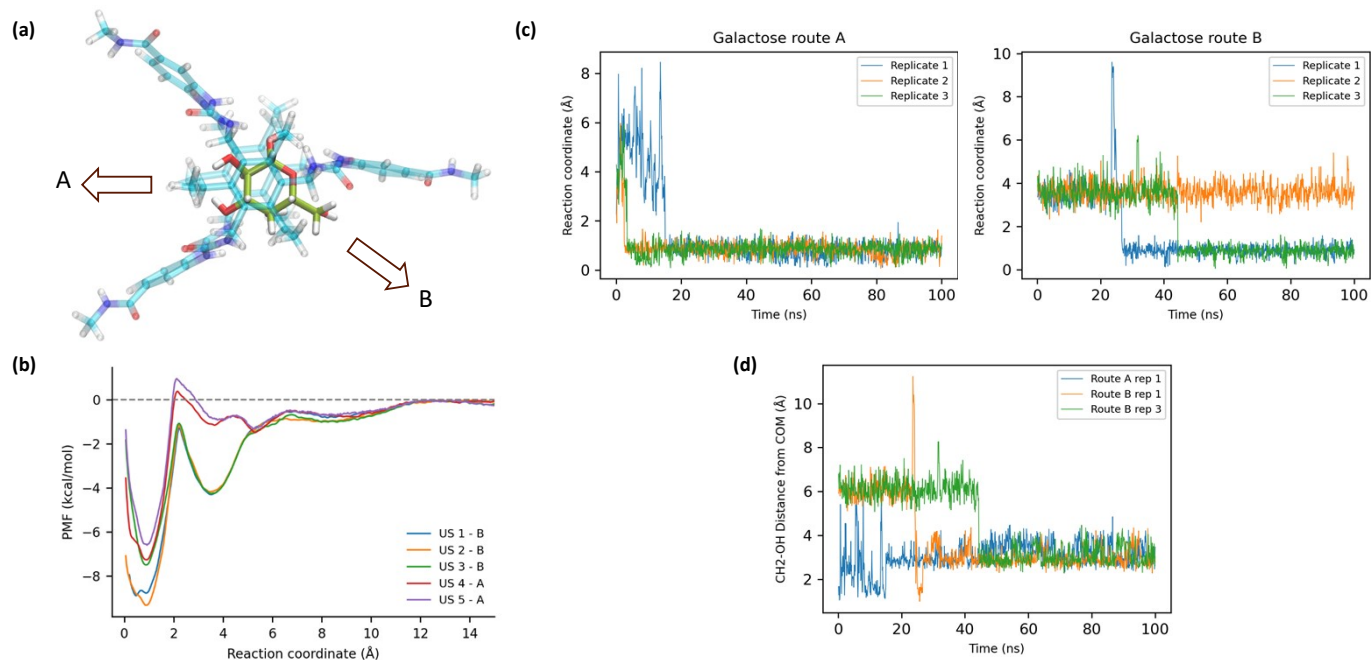 (a)
A
B
(b)
0
−2
−4
−6
−8
PMF (kcal/mol)
US 1 - B
US 2 - B
US 3 - B
US 4 - A
US 5 - A
0 2 4 6 8 10 12 14
Reaction coordinate (Å)
(c)
Galactose route A
Replicate 1
Replicate 2
Replicate 3
8
6
4
2
0
Reaction coordinate (Å)
0 20 40 60 80 100
Time (ns)
Galactose route B
Replicate 1
Replicate 2
Replicate 3
10
8
6
4
2
0
Reaction coordinate (Å)
0 20 40 60 80 100
Time (ns)
(d)
Route A rep 1
Route B rep 1
Route B rep 3
10
8
6
4
2
CH2-OH Distance from COM (Å)
0 20 40 60 80 100
Time (ns)